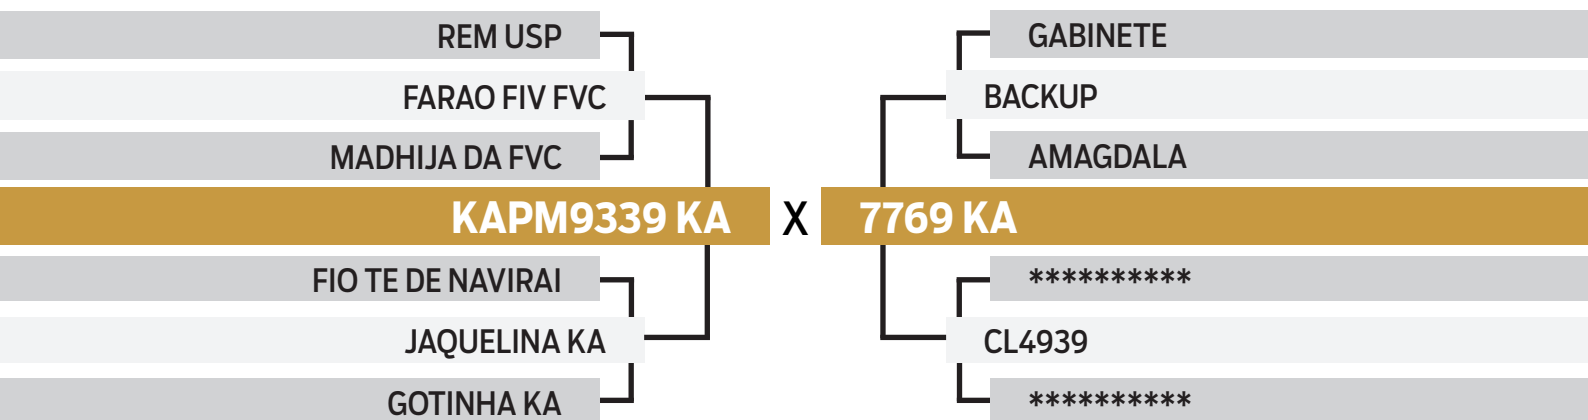 REM USP
FARAO FIV FVC
MADHIJA DA FVC
GABINETE
BACKUP
AMAGDALA
KAPM9339 KA X 7769 KA
FIO TE DE NAVIRAI
JAQUELINA KA
GOTINHA KA
**********
CL4939
**********